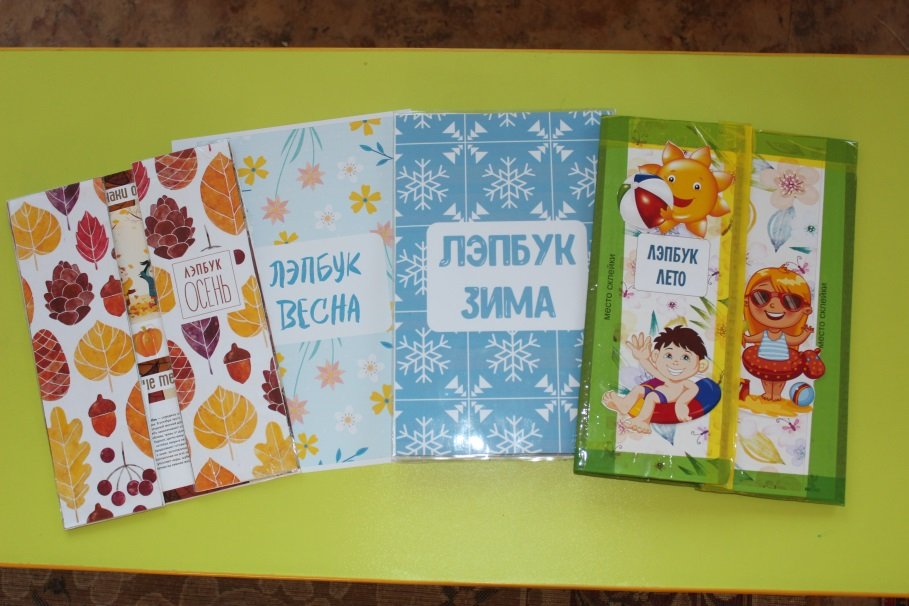 ЛЭПБУК
ОСЕНЬ
ЛЭПБУК
ВЕСНА
ЛЭПБУК
ЗИМА
место склейки
ЛЭПБУК
ЛЕТО
место склейки